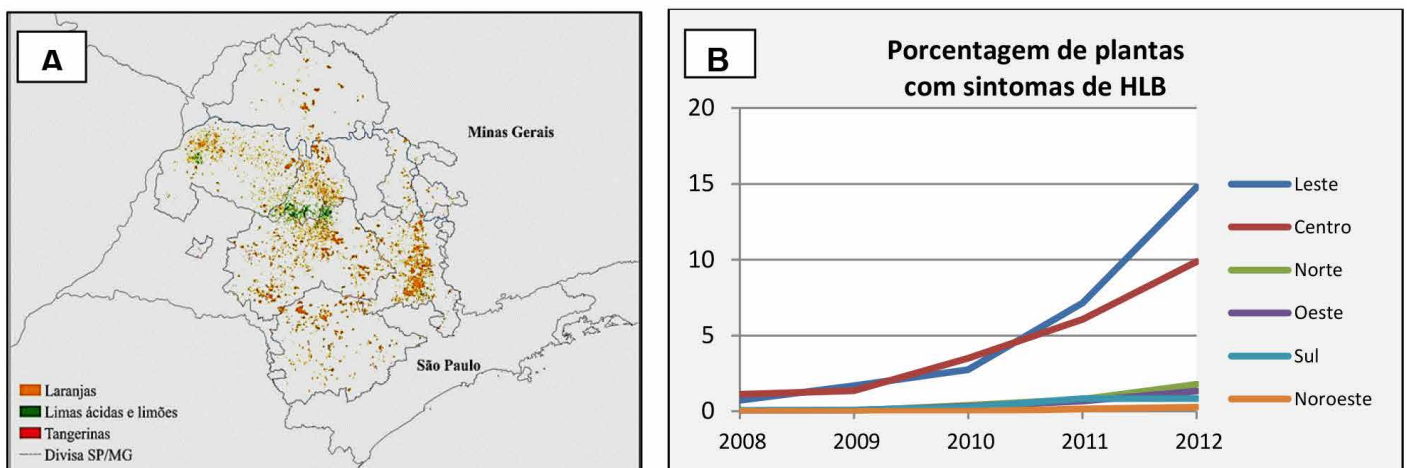 A
Minas Gerais
São Paulo
Laranjas
Limas ácidas e limões
Tangerinas
Divisa SP/MG
B
Porcentagem de plantas
com sintomas de HLB
20
15
10
5
0
2008 2009 2010 2011 2012
Leste
Centro
Norte
Oeste
Sul
Noroeste